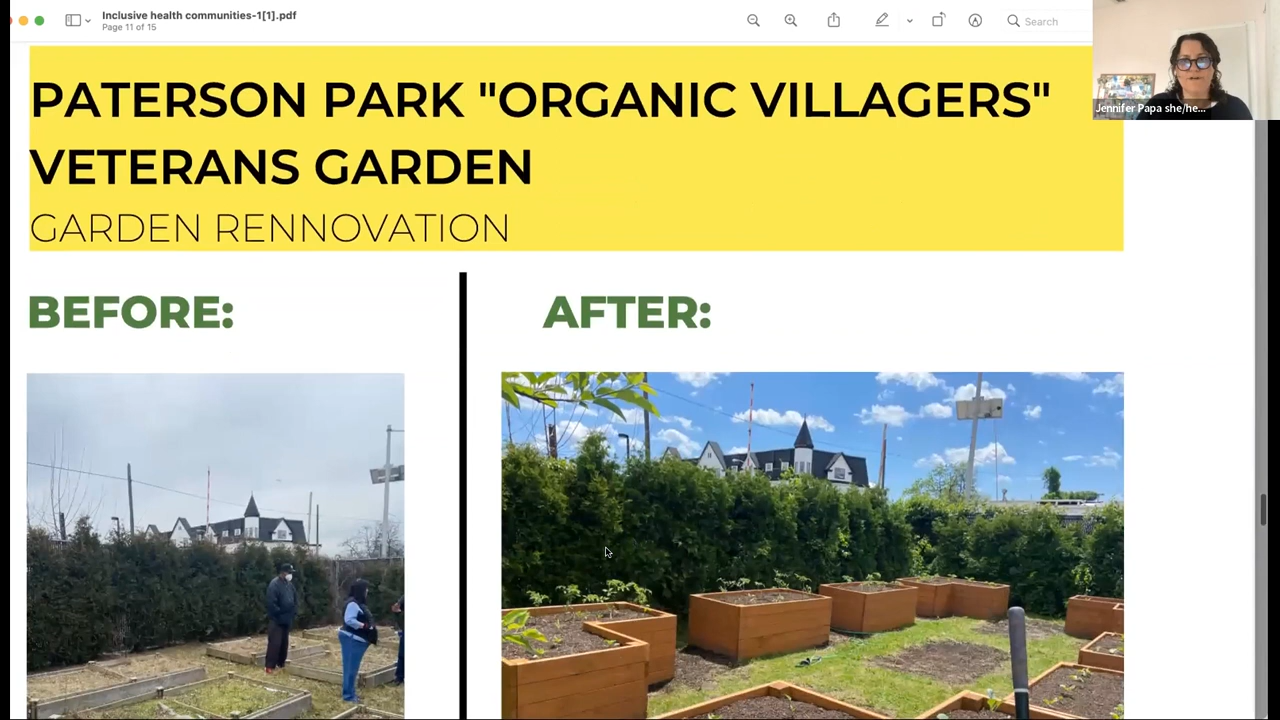 Inclusive health communities-1[1].pdf
Page 11 of 15
Search
Jennifer Papa she/he...
PATERSON PARK "ORGANIC VILLAGERS"
VETERANS GARDEN
GARDEN RENNOVATION
BEFORE:
AFTER: